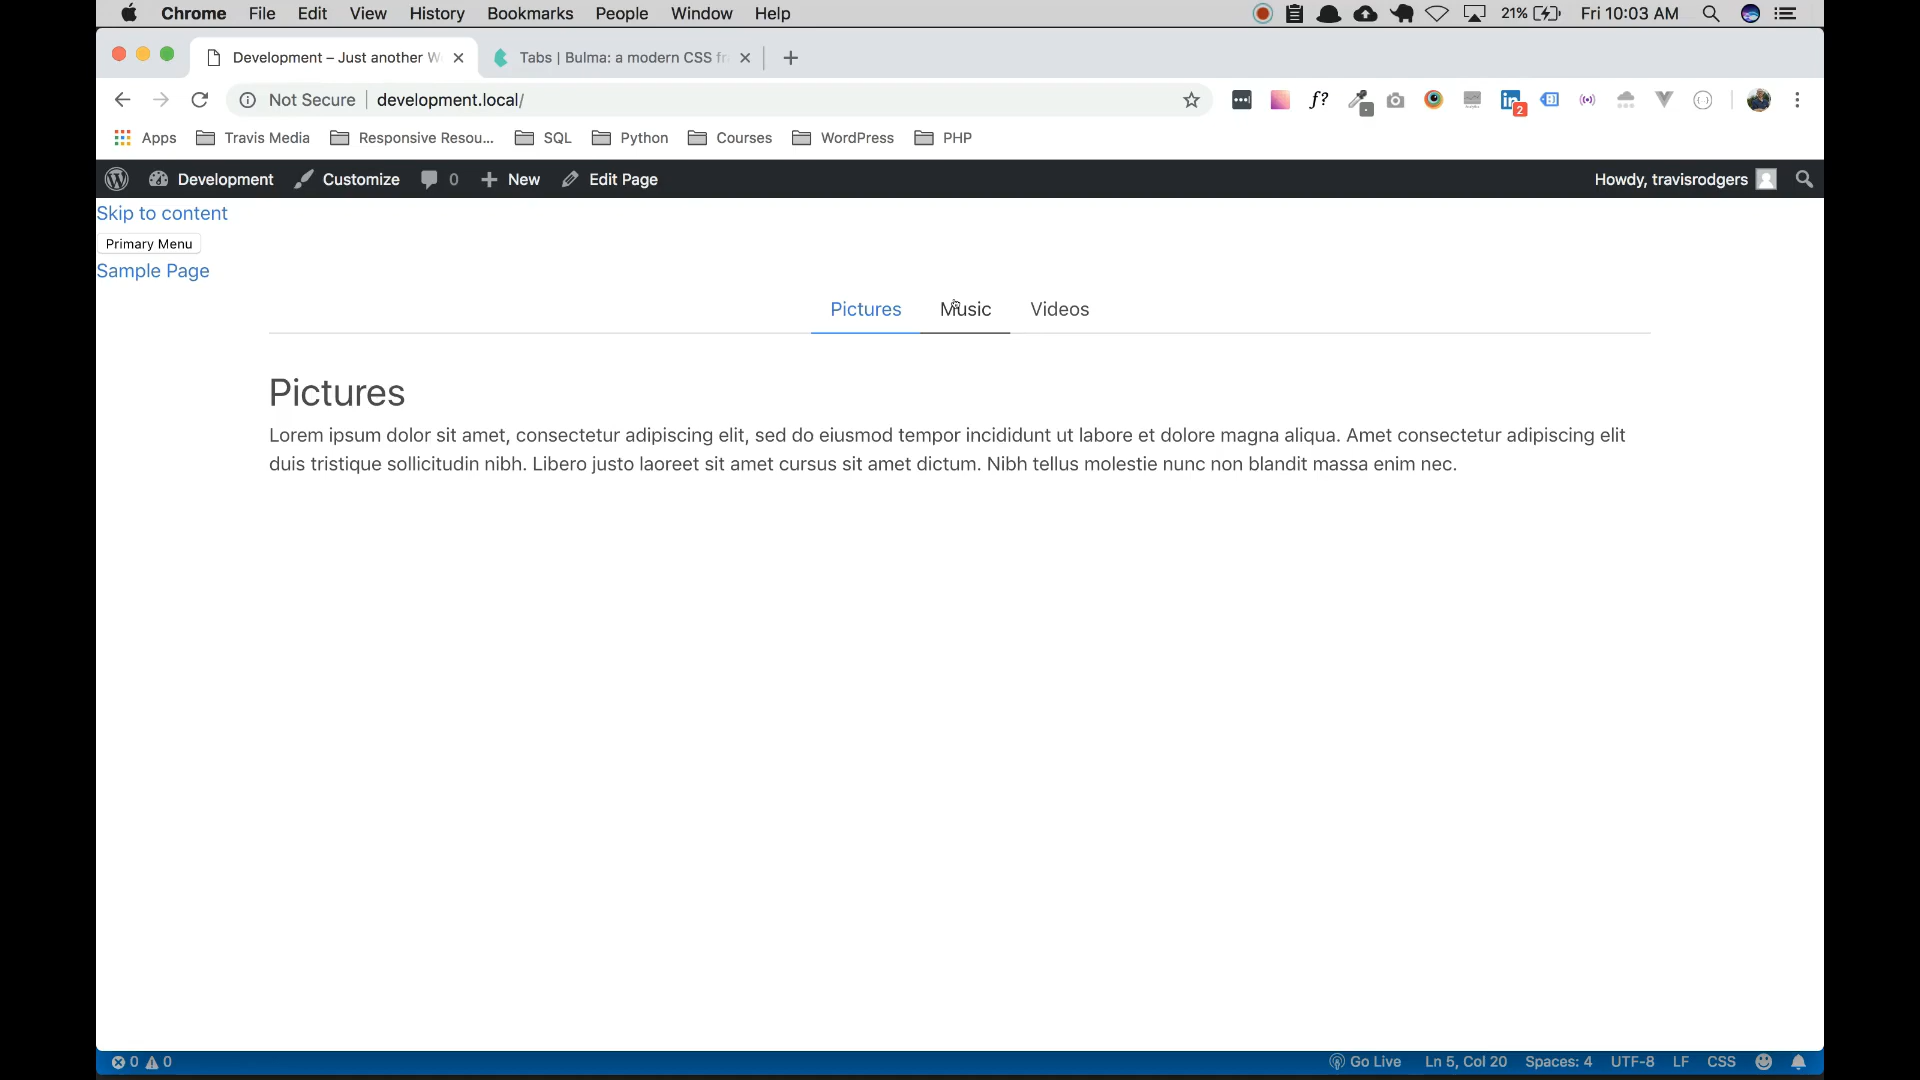 Chrome File Edit View History Bookmarks People Window Help 21% Fri 10:03 AM
Development – Just another W Tabs | Bulma: a modern CSS fr
Not Secure development.local/ f? in 2
Apps Travis Media Responsive Resou... SQL Python Courses WordPress PHP
Development Customize 0 New Edit Page Howdy, travisrodgers
Skip to content
Primary Menu
Sample Page
Pictures Music Videos
Pictures
Lorem ipsum dolor sit amet, consectetur adipiscing elit, sed do eiusmod tempor incididunt ut labore et dolore magna aliqua. Amet consectetur adipiscing elit
duis tristique sollicitudin nibh. Libero justo laoreet sit amet cursus sit amet dictum. Nibh tellus molestie nunc non blandit massa enim nec.
0 0 Go Live Ln 5, Col 20 Spaces: 4 UTF-8 LF CSS